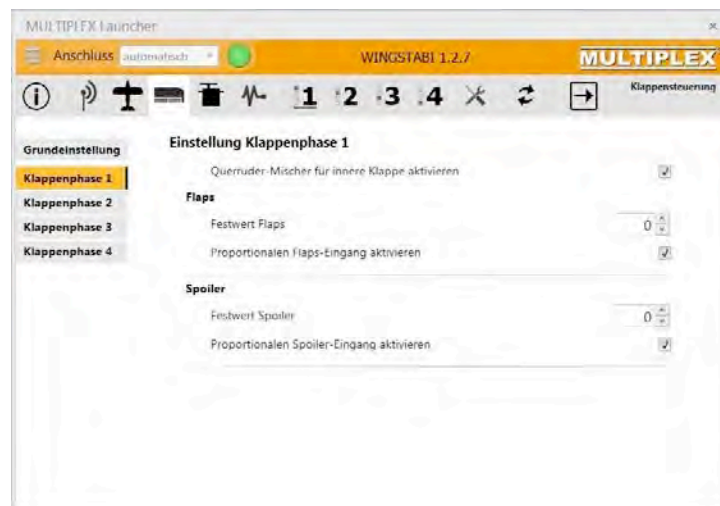 MULTIPLEX Launcher
Anschluss automatisch WINGSTABI 1.2.7 MULTIPLEX
1 2 3 4 Klappensteuerung
Grundeinstellung
Klappenphase 1
Klappenphase 2
Klappenphase 3
Klappenphase 4
Einstellung Klappenphase 1
Querruder-Mischer für innere Klappe aktivieren
Flaps
Festwert Flaps 0
Proportionalen Flaps-Eingang aktivieren
Spoiler
Festwert Spoiler 0
Proportionalen Spoiler-Eingang aktivieren